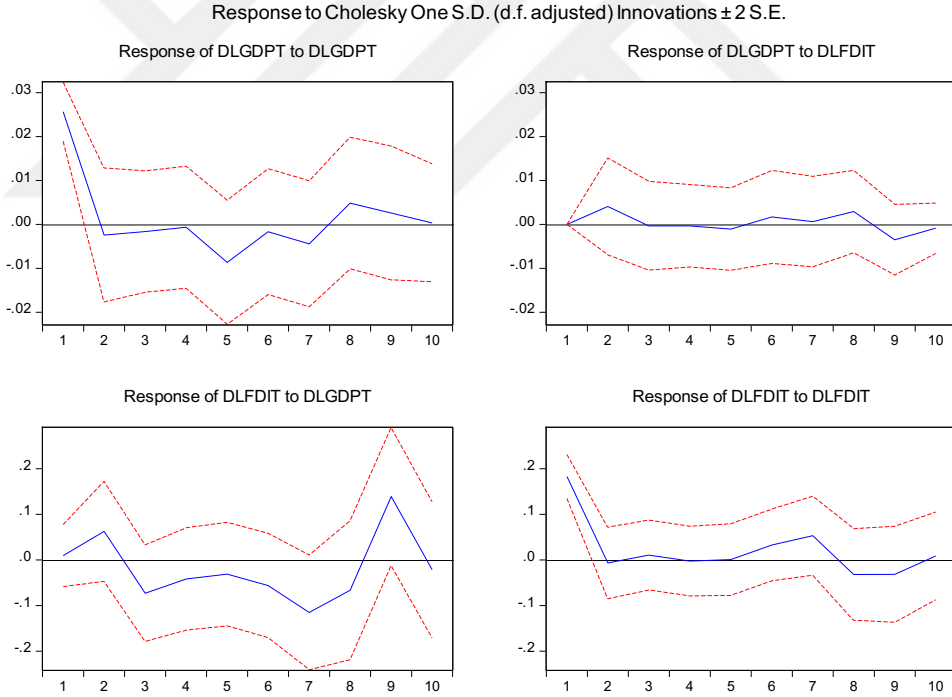 Response to Cholesky One S.D. (d.f. adjusted) Innovations ± 2 S.E.
Response of DLGDPT to DLGDPT
.03
.02
.01
.00
-.01
-.02
1 2 3 4 5 6 7 8 9 10
Response of DLGDPT to DLFDIT
.03
.02
.01
.00
-.01
-.02
1 2 3 4 5 6 7 8 9 10
Response of DLFDIT to DLGDPT
.2
.1
.0
-.1
-.2
1 2 3 4 5 6 7 8 9 10
Response of DLFDIT to DLFDIT
.2
.1
.0
-.1
-.2
1 2 3 4 5 6 7 8 9 10